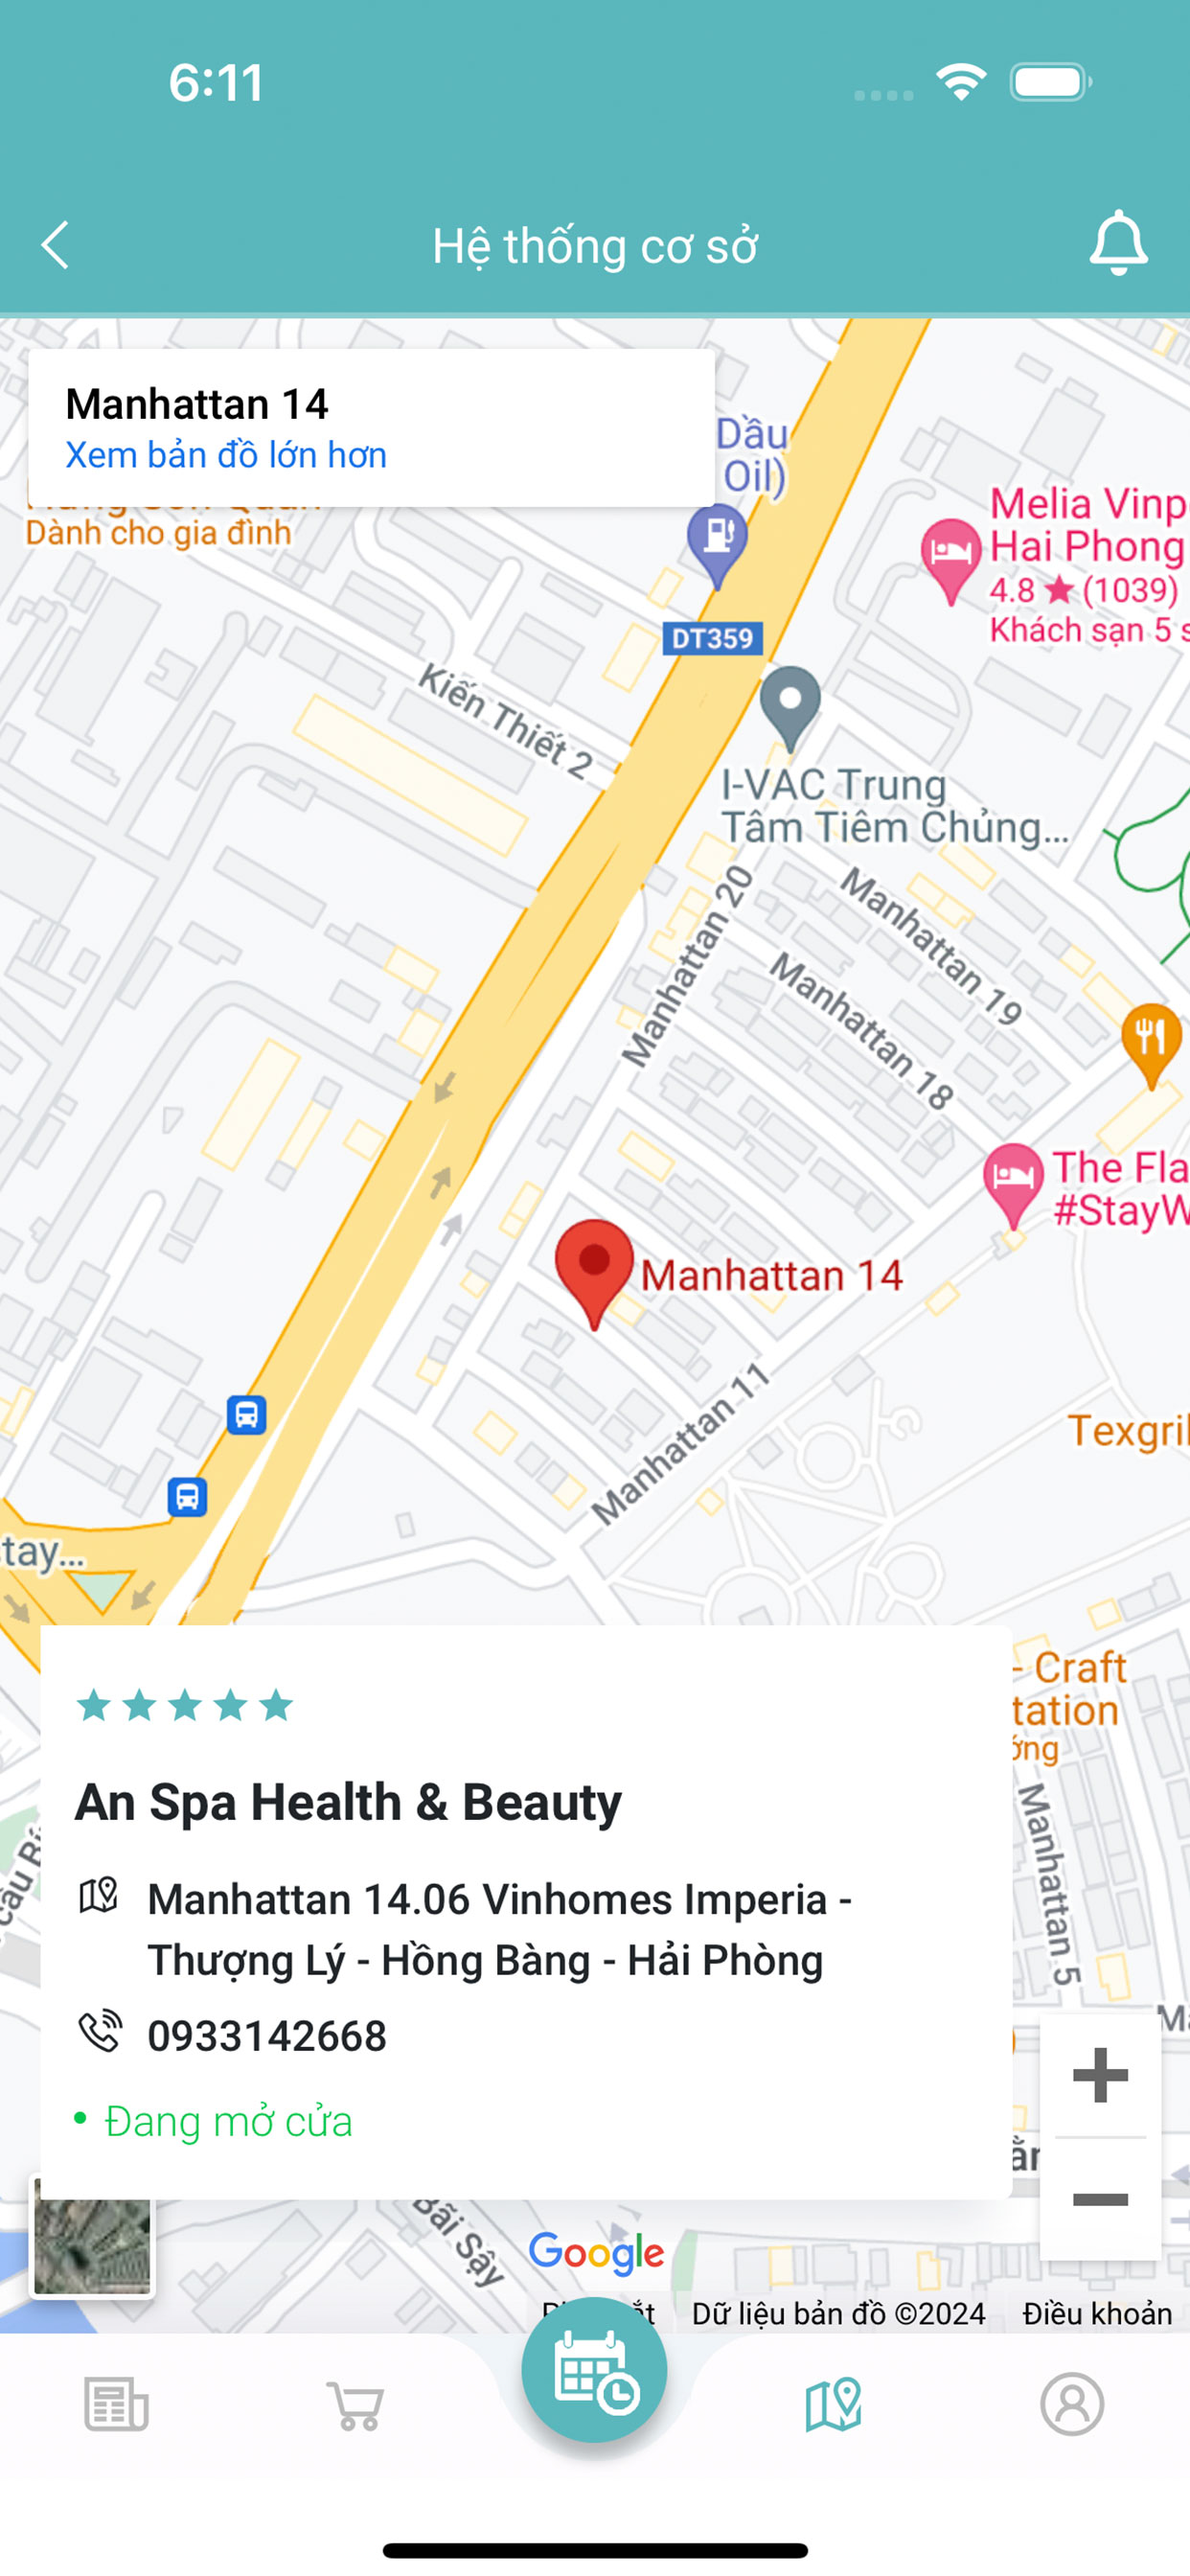 6:11
Hệ thống cơ sở
Manhattan 14
Xem bản đồ lớn hơn
Dầu
Oil)
Dành cho gia đình
Melia Vinp
Hai Phong
4.8 ★ (1039)
Khách sạn 5 s
DT359
Kiến Thiết 2
I-VAC Trung
Tâm Tiêm Chủng...
Manhattan 20
Manhattan 19
Manhattan 18
The Fla
#StayW
Manhattan 14
Manhattan 11
Texgril
tay...
- Craft
tation
Manhattan 5
An Spa Health & Beauty
Manhattan 14.06 Vinhomes Imperia -
Thượng Lý - Hồng Bàng - Hải Phòng
0933142668
• Đang mở cửa
Bãi Sậy
Google
Dữ liệu bản đồ ©2024
Điều khoản